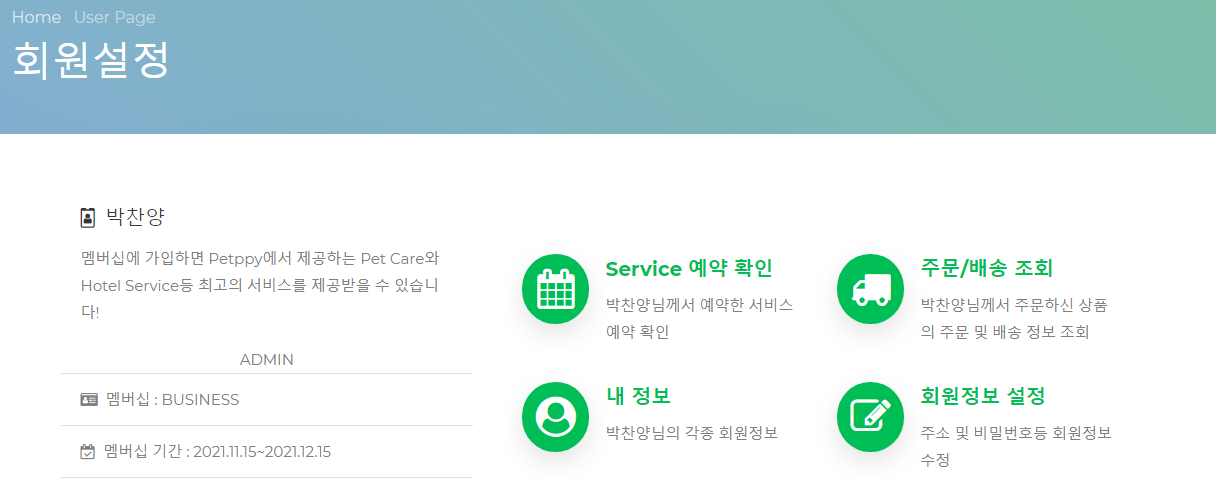 Home User Page
회원설정
박찬양
멤버십에 가입하면 Petppy에서 제공하는 Pet Care와
Hotel Service등 최고의 서비스를 제공받을 수 있습니
다!
ADMIN
멤버십 : BUSINESS
멤버십 기간 : 2021.11.15~2021.12.15
Service 예약 확인
박찬양님께서 예약한 서비스
예약 확인
주문/배송 조회
박찬양님께서 주문하신 상품
의 주문 및 배송 정보 조회
내 정보
박찬양님의 각종 회원정보
회원정보 설정
주소 및 비밀번호등 회원정보
수정